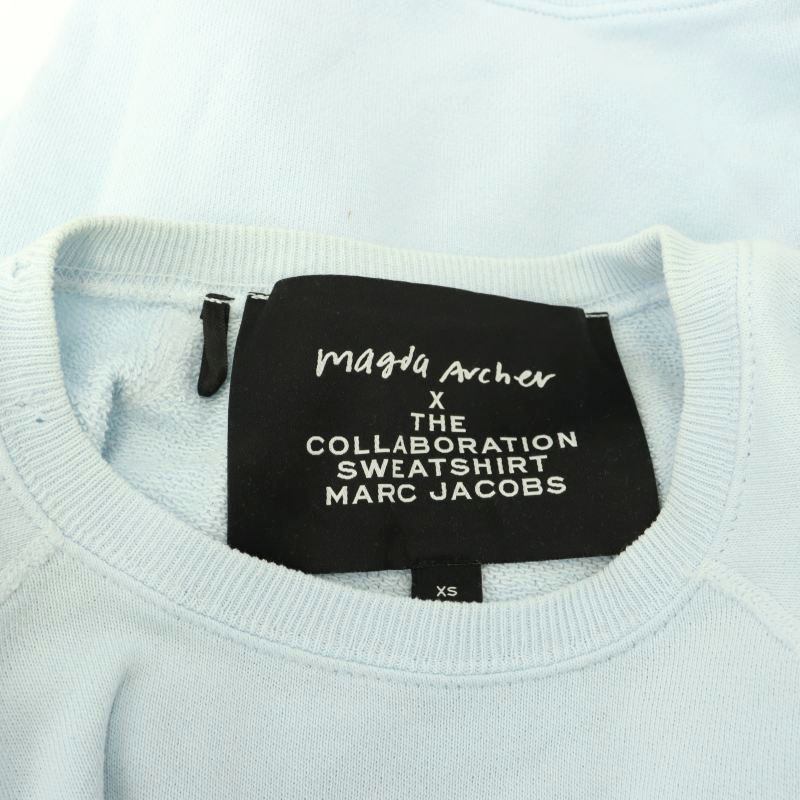 magda Archer
X
THE
COLLABORATION
SWEATSHIRT
MARC JACOBS
XS